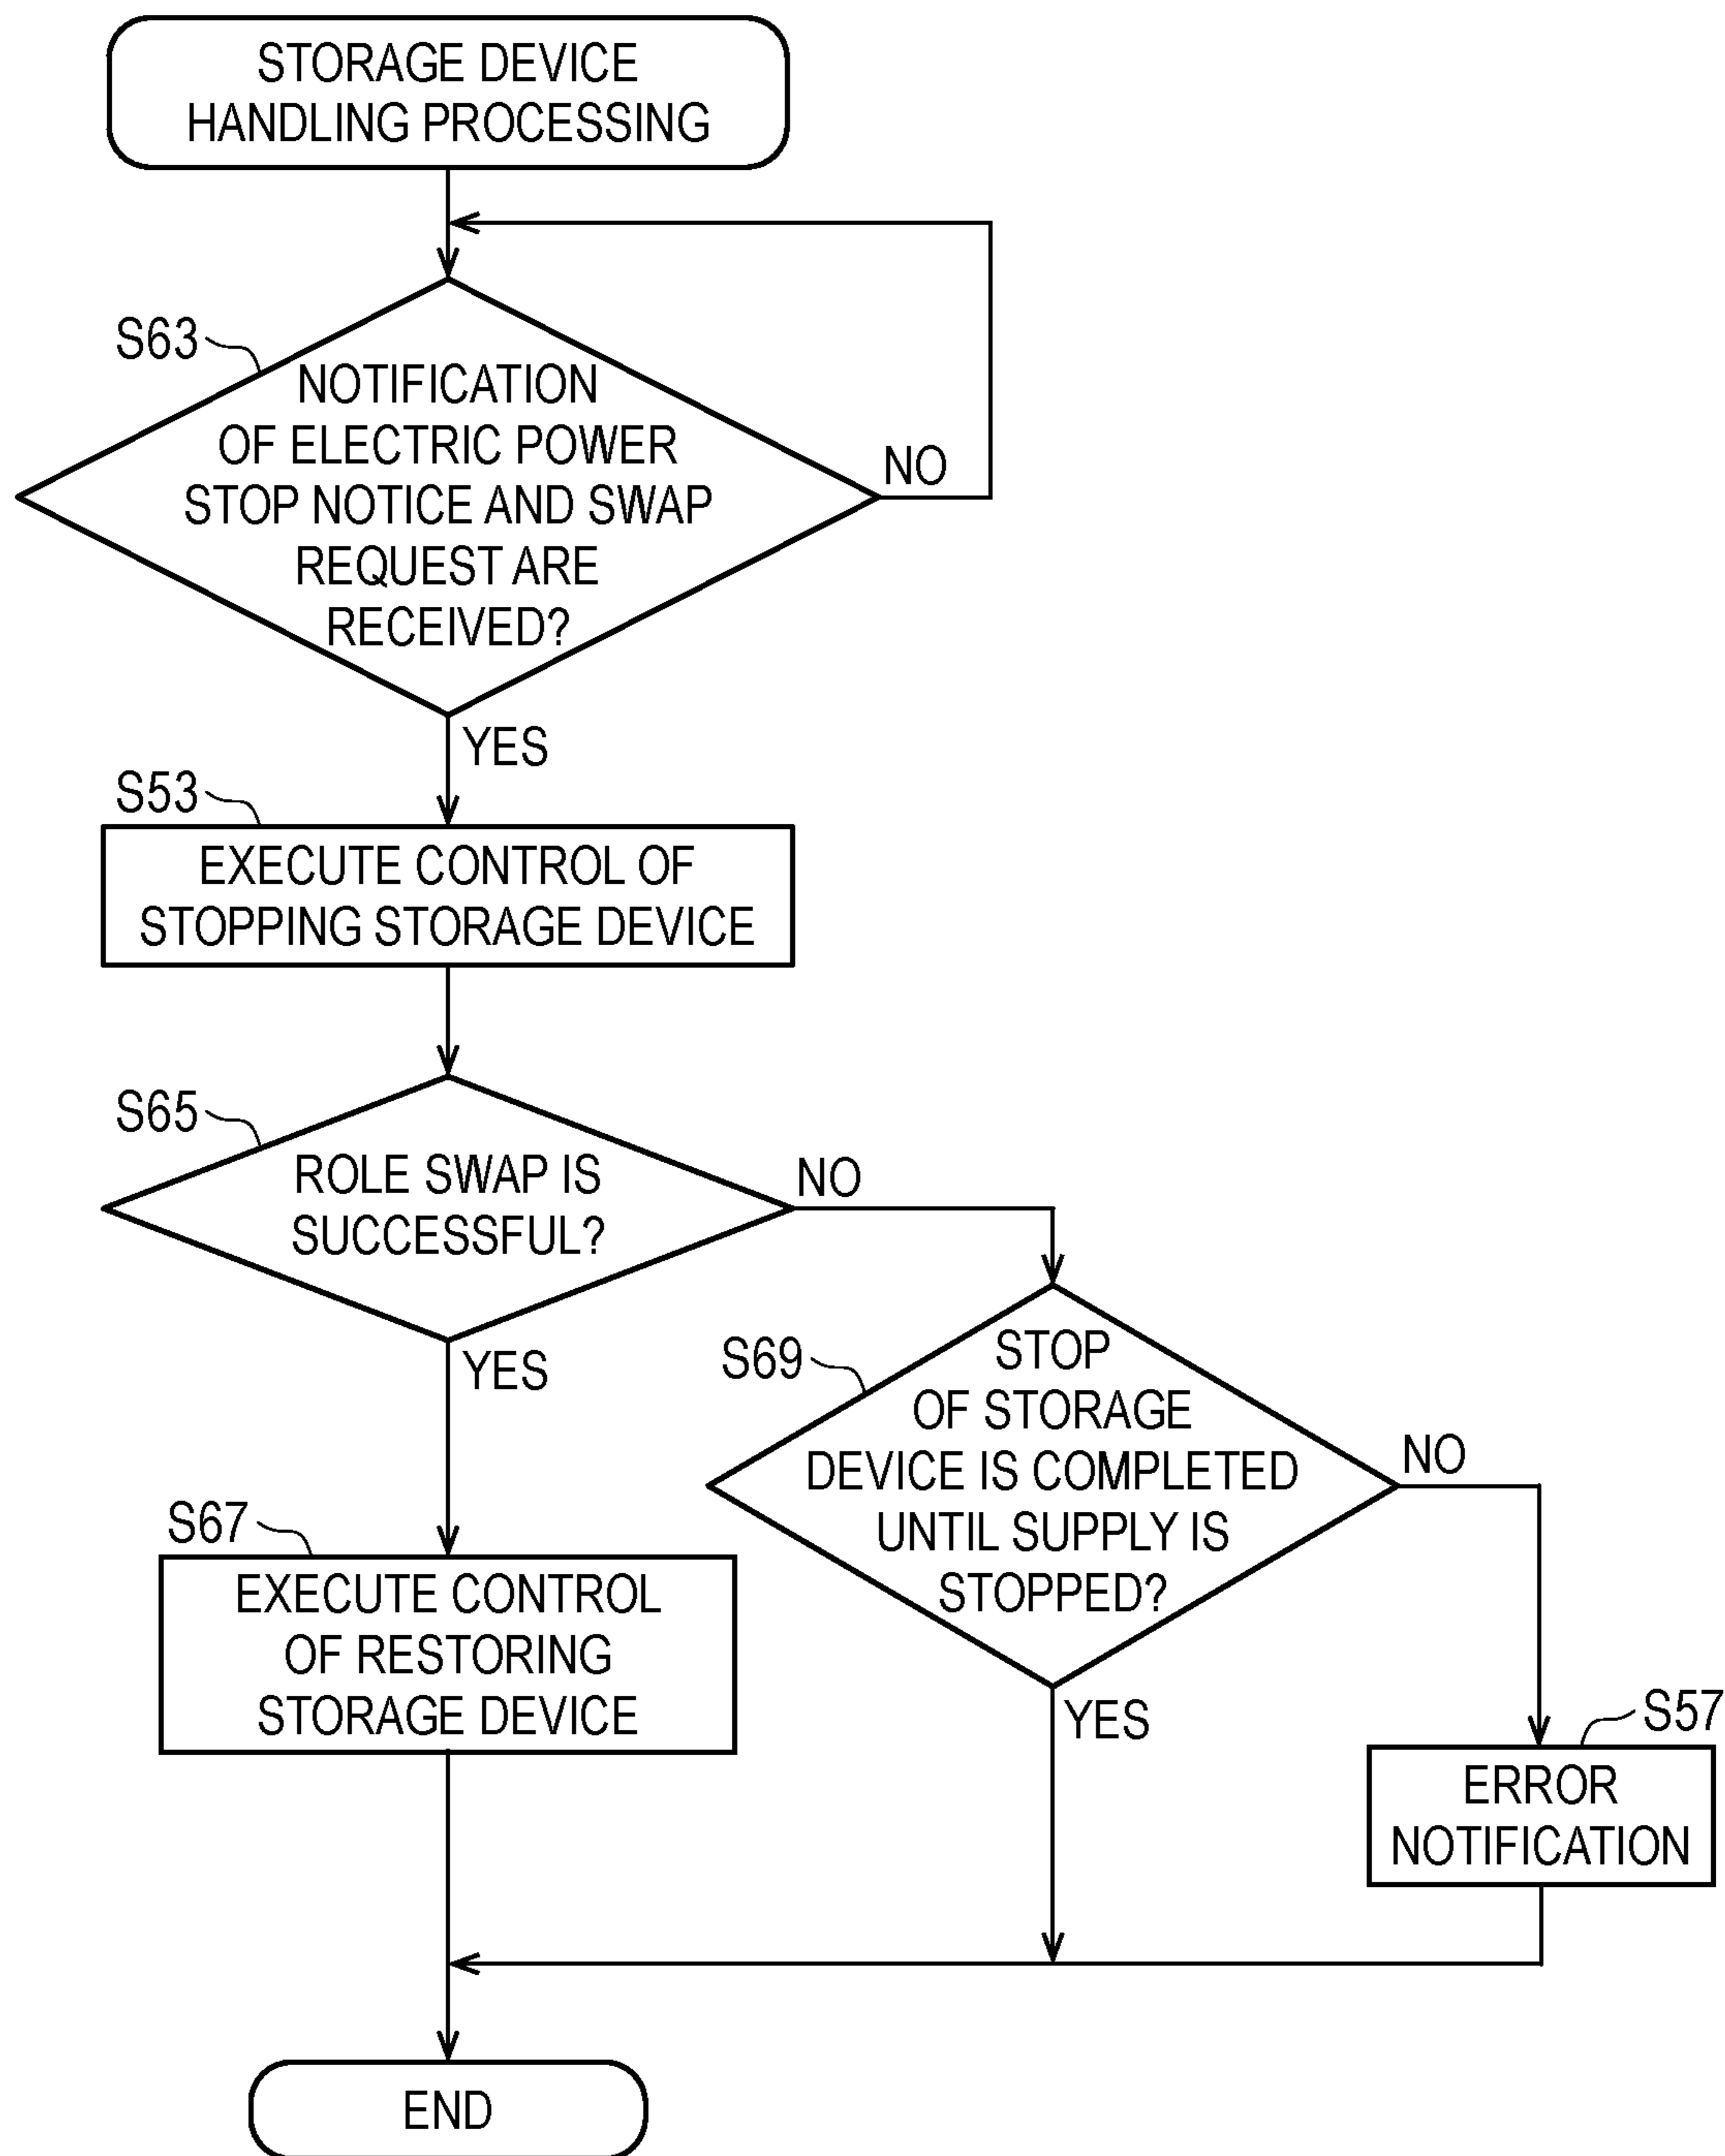 STORAGE DEVICE
HANDLING PROCESSING
S63
NOTIFICATION
OF ELECTRIC POWER
STOP NOTICE AND SWAP
REQUEST ARE
RECEIVED?
NO
YES
S53
EXECUTE CONTROL OF
STOPPING STORAGE DEVICE
S65
ROLE SWAP IS
SUCCESSFUL?
NO
YES
S69
STOP
OF STORAGE
DEVICE IS COMPLETED
UNTIL SUPPLY IS
STOPPED?
NO
YES
S67
EXECUTE CONTROL
OF RESTORING
STORAGE DEVICE
S57
ERROR
NOTIFICATION
END